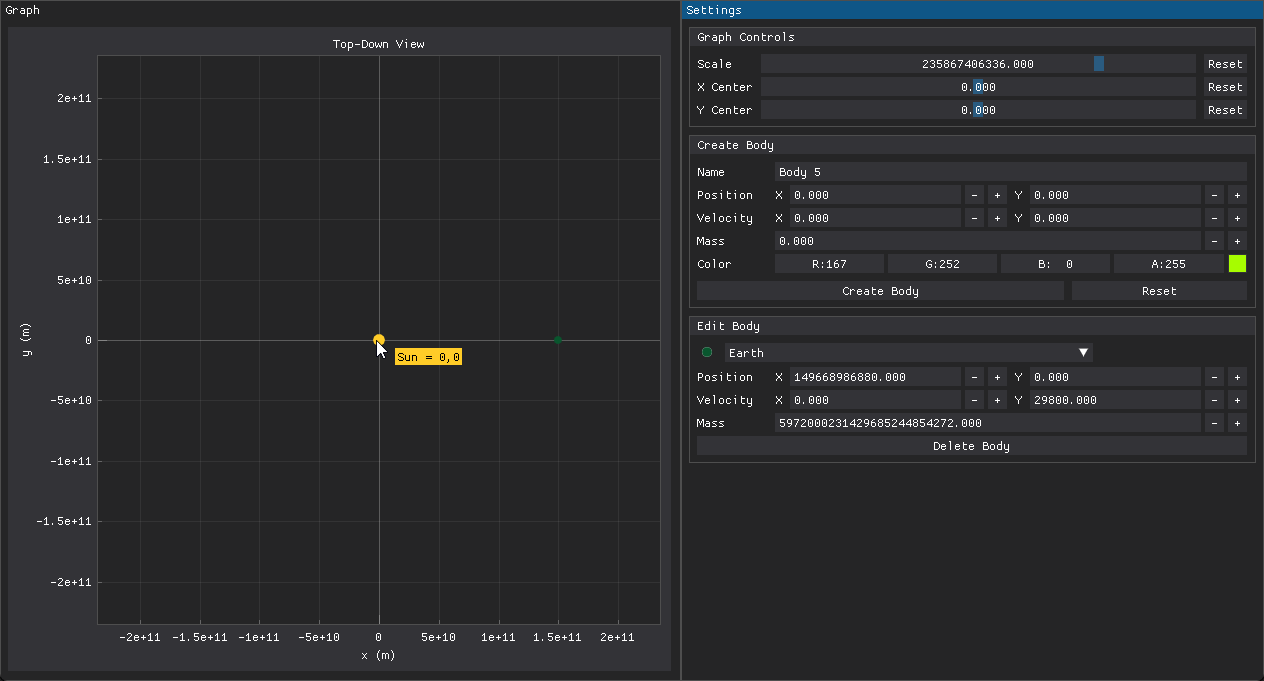 Graph
Top-Down View
2e+11
1.5e+11
1e+11
5e+10
0
-5e+10
-1e+11
-1.5e+11
-2e+11
y (m)
Sun = 0,0
-2e+11 -1.5e+11 -1e+11 -5e+10 0 5e+10 1e+11 1.5e+11 2e+11
x (m)
Settings
Graph Controls
Scale 235867406336.000 Reset
X Center 0.000 Reset
Y Center 0.000 Reset
Create Body
Name Body 5
Position X 0.000 - + Y 0.000 - +
Velocity X 0.000 - + Y 0.000 - +
Mass 0.000 - +
Color R:167 G:252 B: 0 A:255
Create Body Reset
Edit Body
Earth
Position X 149668986880.000 - + Y 0.000 - +
Velocity X 0.000 - + Y 29800.000 - +
Mass 5972000231429685244854272.000 - +
Delete Body